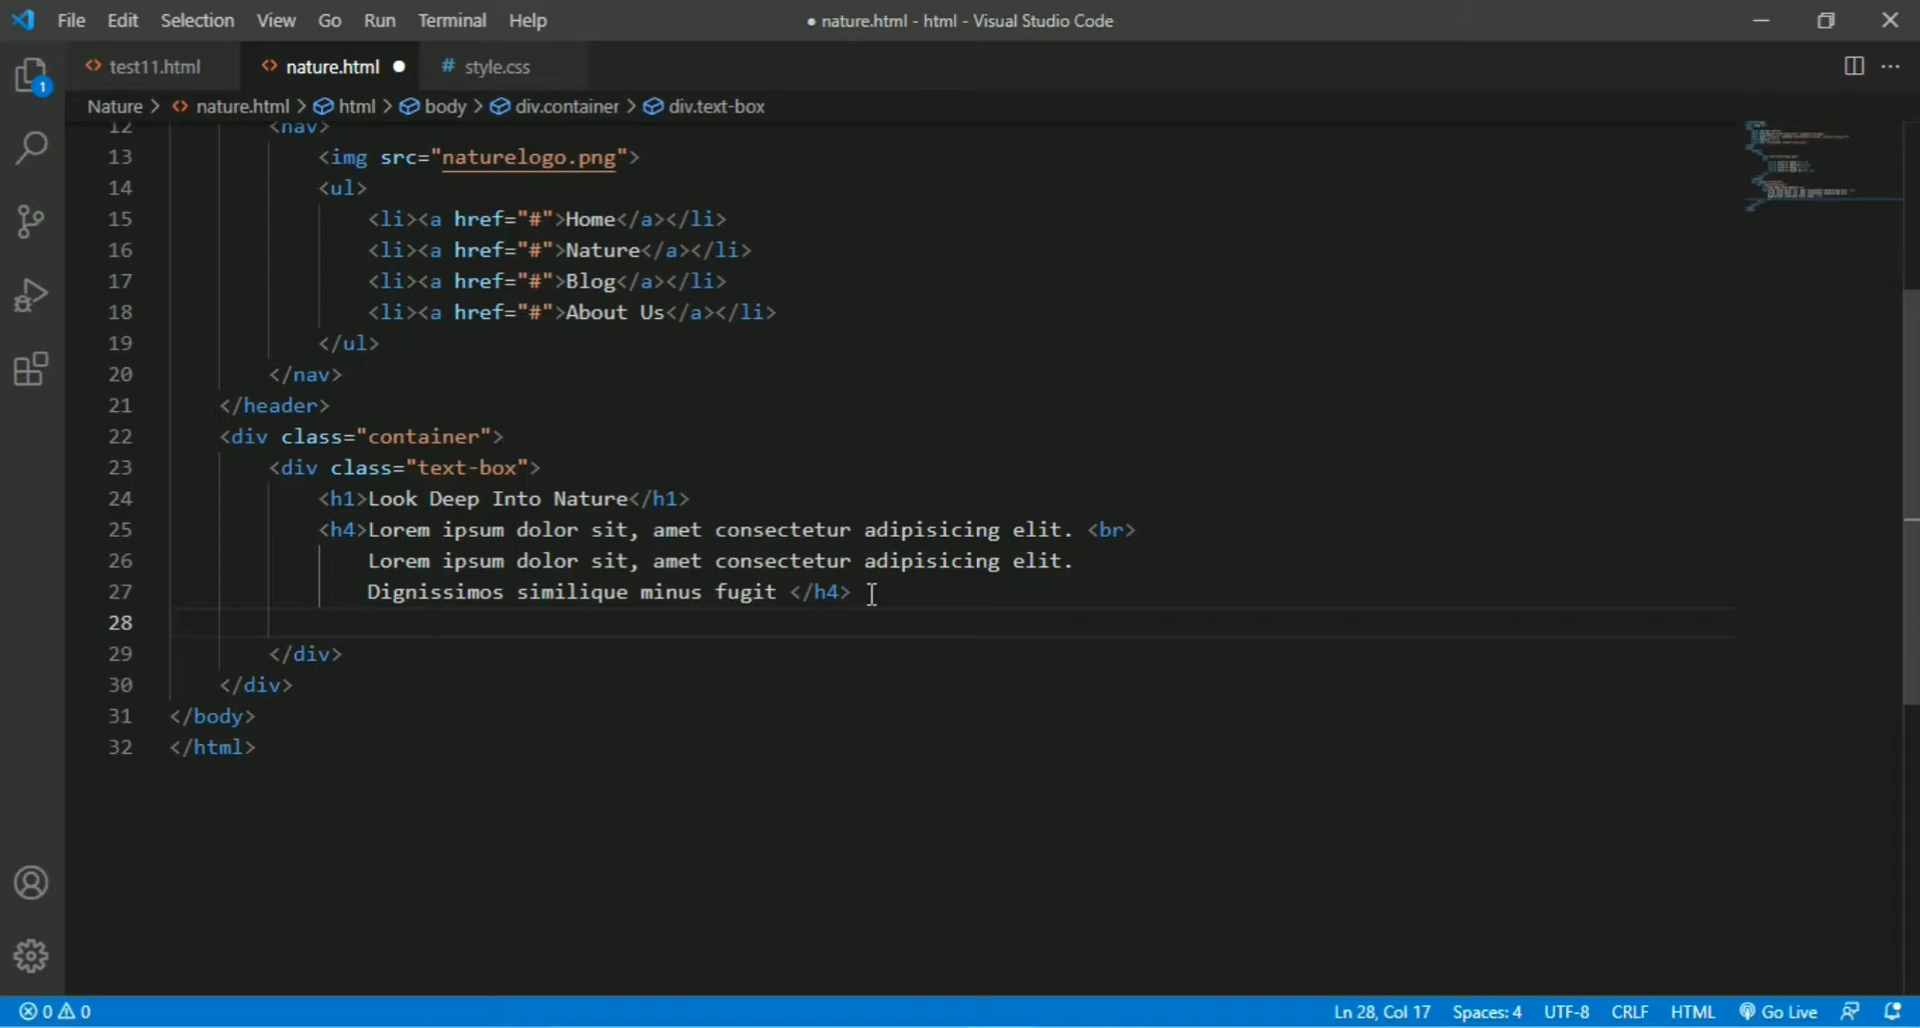 File Edit Selection View Go Run Terminal Help ● nature.html - html - Visual Studio Code
test11.html nature.html ● # style.css
1
Nature > nature.html > html > body > div.container > div.text-box
12 <nav>
13 <img src="naturelogo.png">
14 <ul>
15 <li><a href="#">Home</a></li>
16 <li><a href="#">Nature</a></li>
17 <li><a href="#">Blog</a></li>
18 <li><a href="#">About Us</a></li>
19 </ul>
20 </nav>
21 </header>
22 <div class="container">
23 <div class="text-box">
24 <h1>Look Deep Into Nature</h1>
25 <h4>Lorem ipsum dolor sit, amet consectetur adipisicing elit. <br>
26 Lorem ipsum dolor sit, amet consectetur adipisicing elit.
27 Dignissimos similique minus fugit </h4>
28
29 </div>
30 </div>
31 </body>
32 </html>
0 0 Ln 28, Col 17 Spaces: 4 UTF-8 CRLF HTML Go Live